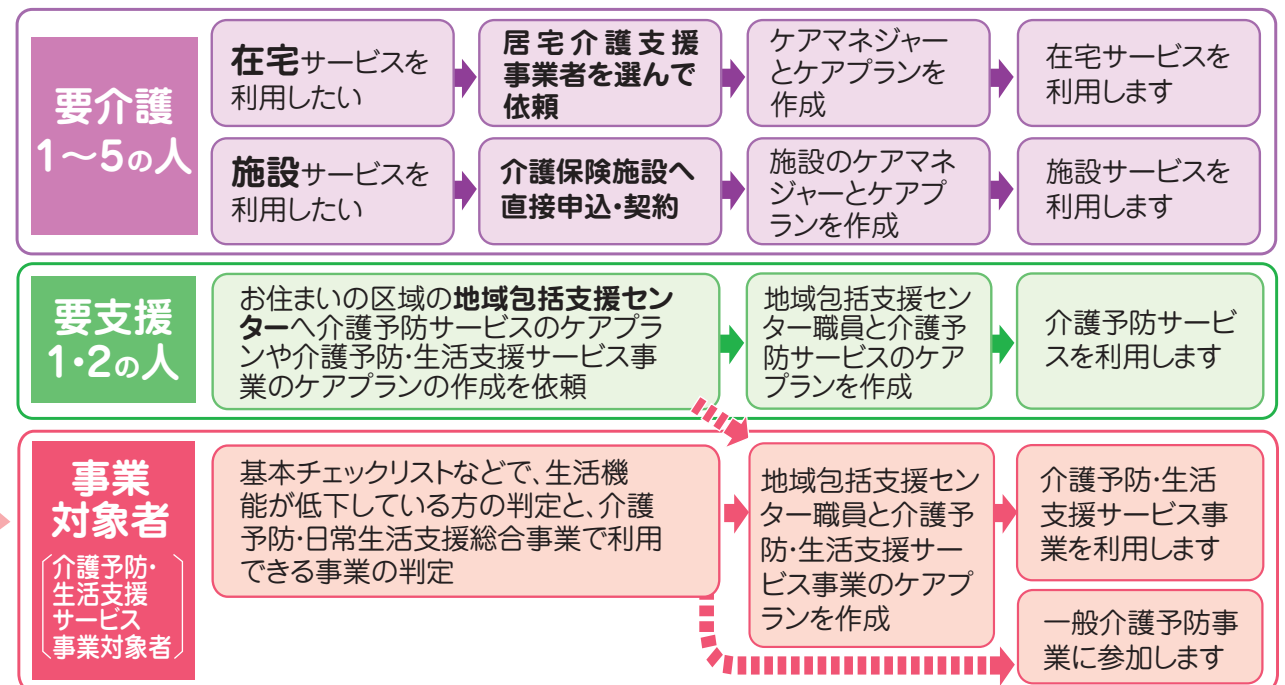 要介護
1～5の人
在宅サービスを
利用したい
居宅介護支援
事業者を選んで
依頼
ケアマネジャー
とケアプランを
作成
在宅サービスを
利用します
施設サービスを
利用したい
介護保険施設へ
直接申込・契約
施設のケアマネ
ジャーとケアプ
ランを作成
施設サービスを
利用します
要支援
1・2の人
お住まいの区域の地域包括支援セン
ターへ介護予防サービスのケアプラ
ンや介護予防・生活支援サービス事
業のケアプランの作成を依頼
地域包括支援セン
ター職員と介護予
防サービスのケア
プランを作成
介護予防サービ
スを利用します
事業
対象者
介護予防・
生活支援
サービス
事業対象者
基本チェックリストなどで、生活機
能が低下している方の判定と、介護
予防・日常生活支援総合事業で利用
できる事業の判定
地域包括支援セン
ター職員と介護予
防・生活支援サー
ビス事業のケアプ
ランを作成
介護予防・生活
支援サービス事
業を利用します
一般介護予防事
業に参加します